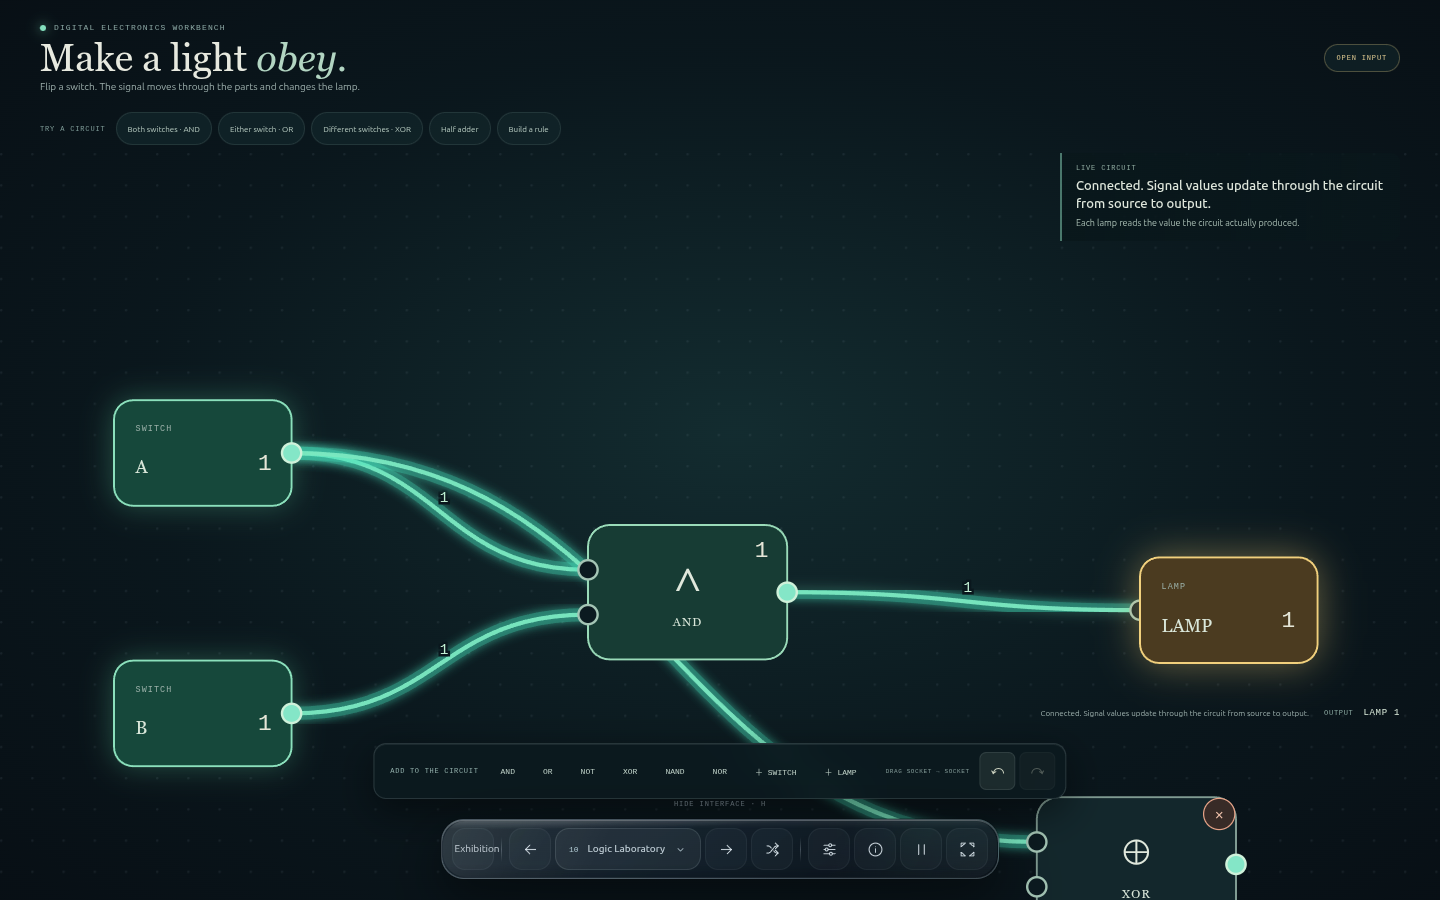 DIGITAL ELECTRONICS WORKBENCH
Make a light obey.
Flip a switch. The signal moves through the parts and changes the lamp.
OPEN INPUT
TRY A CIRCUIT
Both switches · AND
Either switch · OR
Different switches · XOR
Half adder
Build a rule
LIVE CIRCUIT
Connected. Signal values update through the circuit
from source to output.
Each lamp reads the value the circuit actually produced.
SWITCH
A
1
1
1
AND
1
LAMP
LAMP
1
1
SWITCH
B
1
Connected. Signal values update through the circuit from source to output.
OUTPUT
LAMP 1
ADD TO THE CIRCUIT
AND
OR
NOT
XOR
NAND
NOR
+ SWITCH
+ LAMP
DRAG SOCKET → SOCKET
HIDE INTERFACE · H
Exhibition
10
Logic Laboratory
XOR